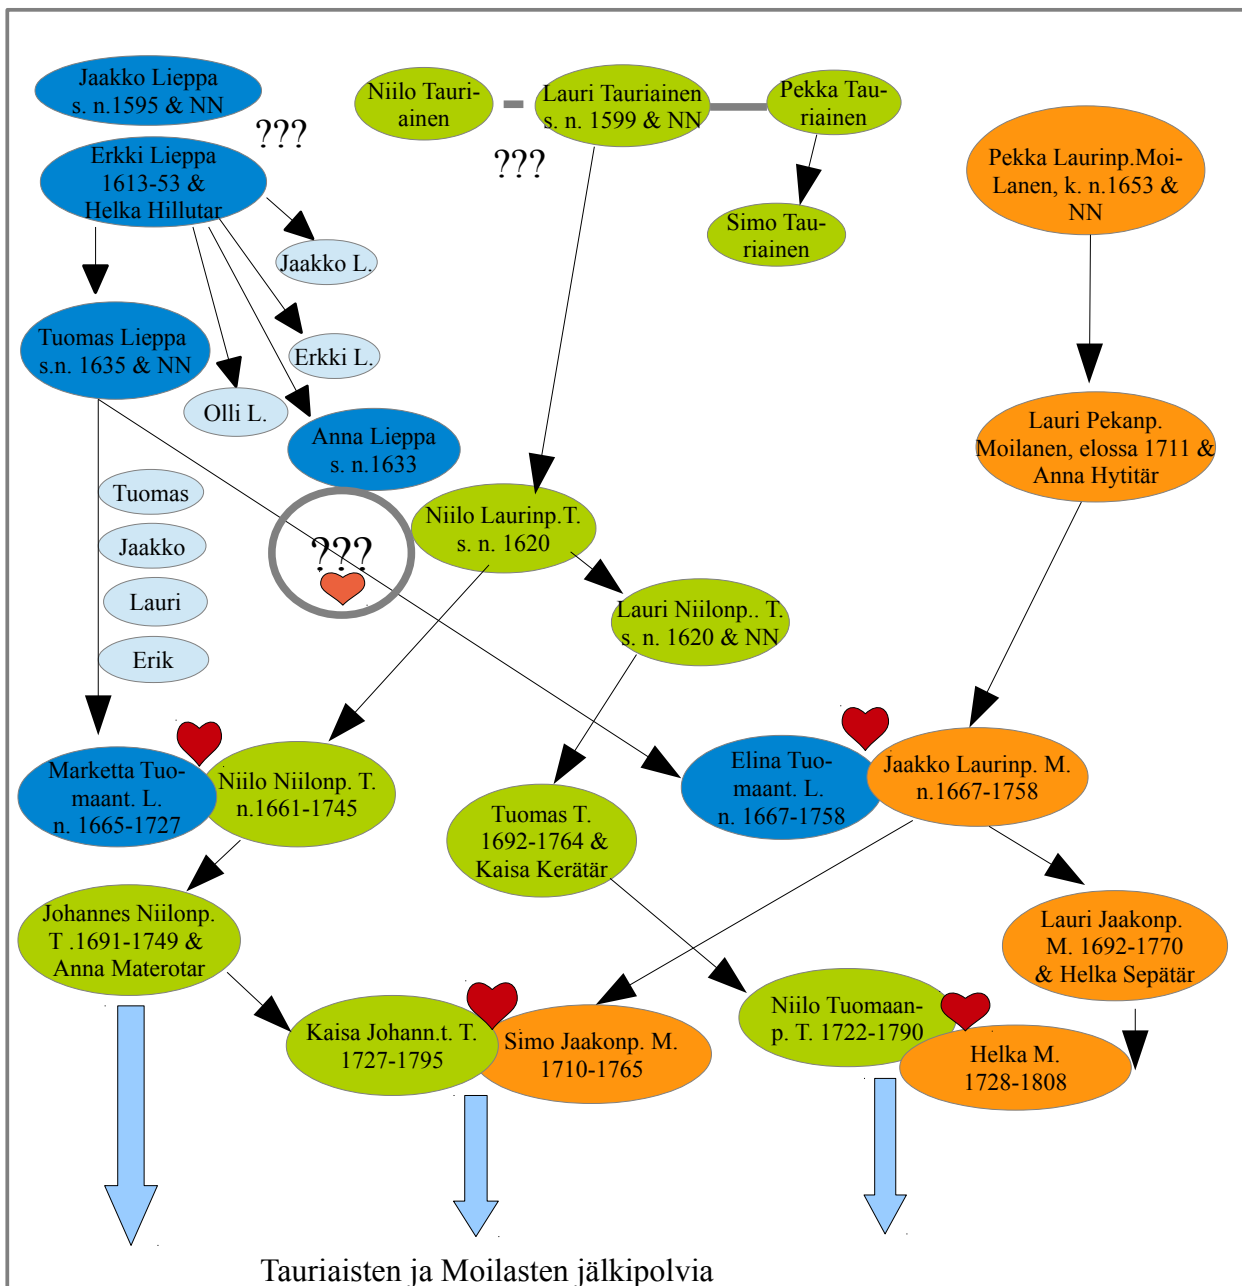 Jaakko Lieppa
s. n.1595 & NN
Niilo Tauri-
ainen
Lauri Tauriainen
s. n. 1599 & NN
Pekka Tau-
riainen
???
???
Erkki Lieppa
1613-53 &
Helka Hillutar
Pekka Laurinp.Moi-
Lanen, k. n.1653 &
NN
Simo Tau-
riainen
Jaakko L.
Tuomas Lieppa
s.n. 1635 & NN
Erkki L.
Olli L.
Anna Lieppa
s. n.1633
Lauri Pekanp.
Moilanen, elossa 1711 &
Anna Hytitär
Tuomas
Jaakko
Lauri
Erik
???
Niilo Laurinp.T.
s. n. 1620
Lauri Niilonp.. T.
s. n. 1620 & NN
Marketta Tuo-
maant. L.
n. 1665-1727
Niilo Niilonp. T.
n.1661-1745
Elina Tuo-
maant. L.
n. 1667-1758
Jaakko Laurinp. M.
n.1667-1758
Tuomas T.
1692-1764 &
Kaisa Kerätär
Johannes Niilonp.
T .1691-1749 &
Anna Materotar
Lauri Jaakonp.
M. 1692-1770
& Helka Sepätär
Kaisa Johann.t. T.
1727-1795
Simo Jaakonp. M.
1710-1765
Niilo Tuomaan-
p. T. 1722-1790
Helka M.
1728-1808
Tauriaisten ja Moilasten jälkipolvia